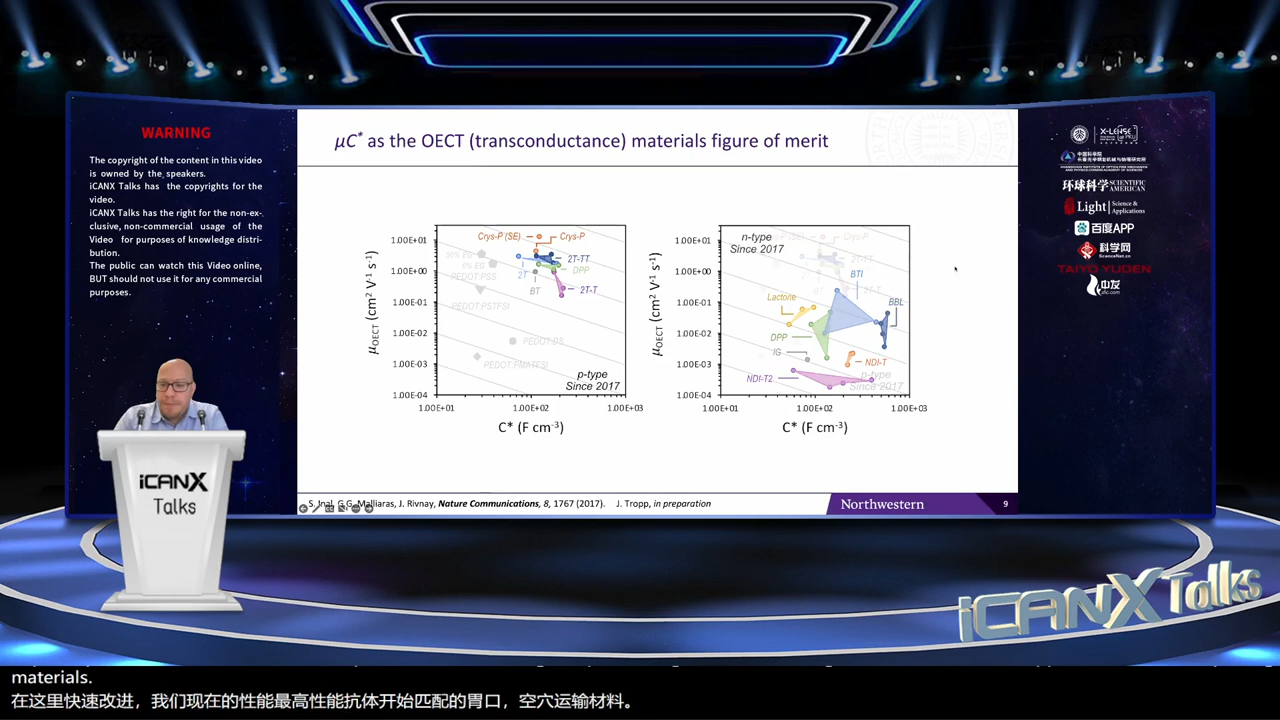 WARNING
The copyright of the content in this video
is owned by the speakers.
iCANX Talks has the copyrights for the
video.
iCANX Talks has the right for the non-ex-
clusive, non-commercial usage of the
Video for purposes of knowledge distri-
bution.
The public can watch this Video online,
BUT should not use it for any commercial
purposes.
μC* as the OECT (transconductance) materials figure of merit
μOECT (cm² V⁻¹ s⁻¹)
1.00E+01
1.00E+00
1.00E-01
1.00E-02
1.00E-03
1.00E-04
Crys-P (SE)
Crys-P
2T-TT
DPP
2T
BT
2T-T
PEDOT:PSS
PEDOT:PSTFSI
PEDOT:DS
PEDOT:PMATFSI
p-type
Since 2017
1.00E+01
1.00E+02
1.00E+03
C* (F cm⁻³)
μOECT (cm² V⁻¹ s⁻¹)
1.00E+01
1.00E+00
1.00E-01
1.00E-02
1.00E-03
1.00E-04
n-type
Since 2017
BTI
Lactone
BBL
DPP
IG
NDI-T
NDI-T2
p-type
Since 2017
1.00E+01
1.00E+02
1.00E+03
C* (F cm⁻³)
S. Inal, G.G. Malliaras, J. Rivnay, Nature Communications, 8, 1767 (2017). J. Tropp, in preparation
Northwestern
9
X-LENSE
环球科学 SCIENTIFIC AMERICAN
Light Science & Applications
百度APP
科学网
ScienceNet.cn
TAIYO YUDEN
中友
iCANX
Talks
iCANX Talks
materials.
在这里快速改进，我们现在的性能最高性能抗体开始匹配的胃口，空穴运输材料。